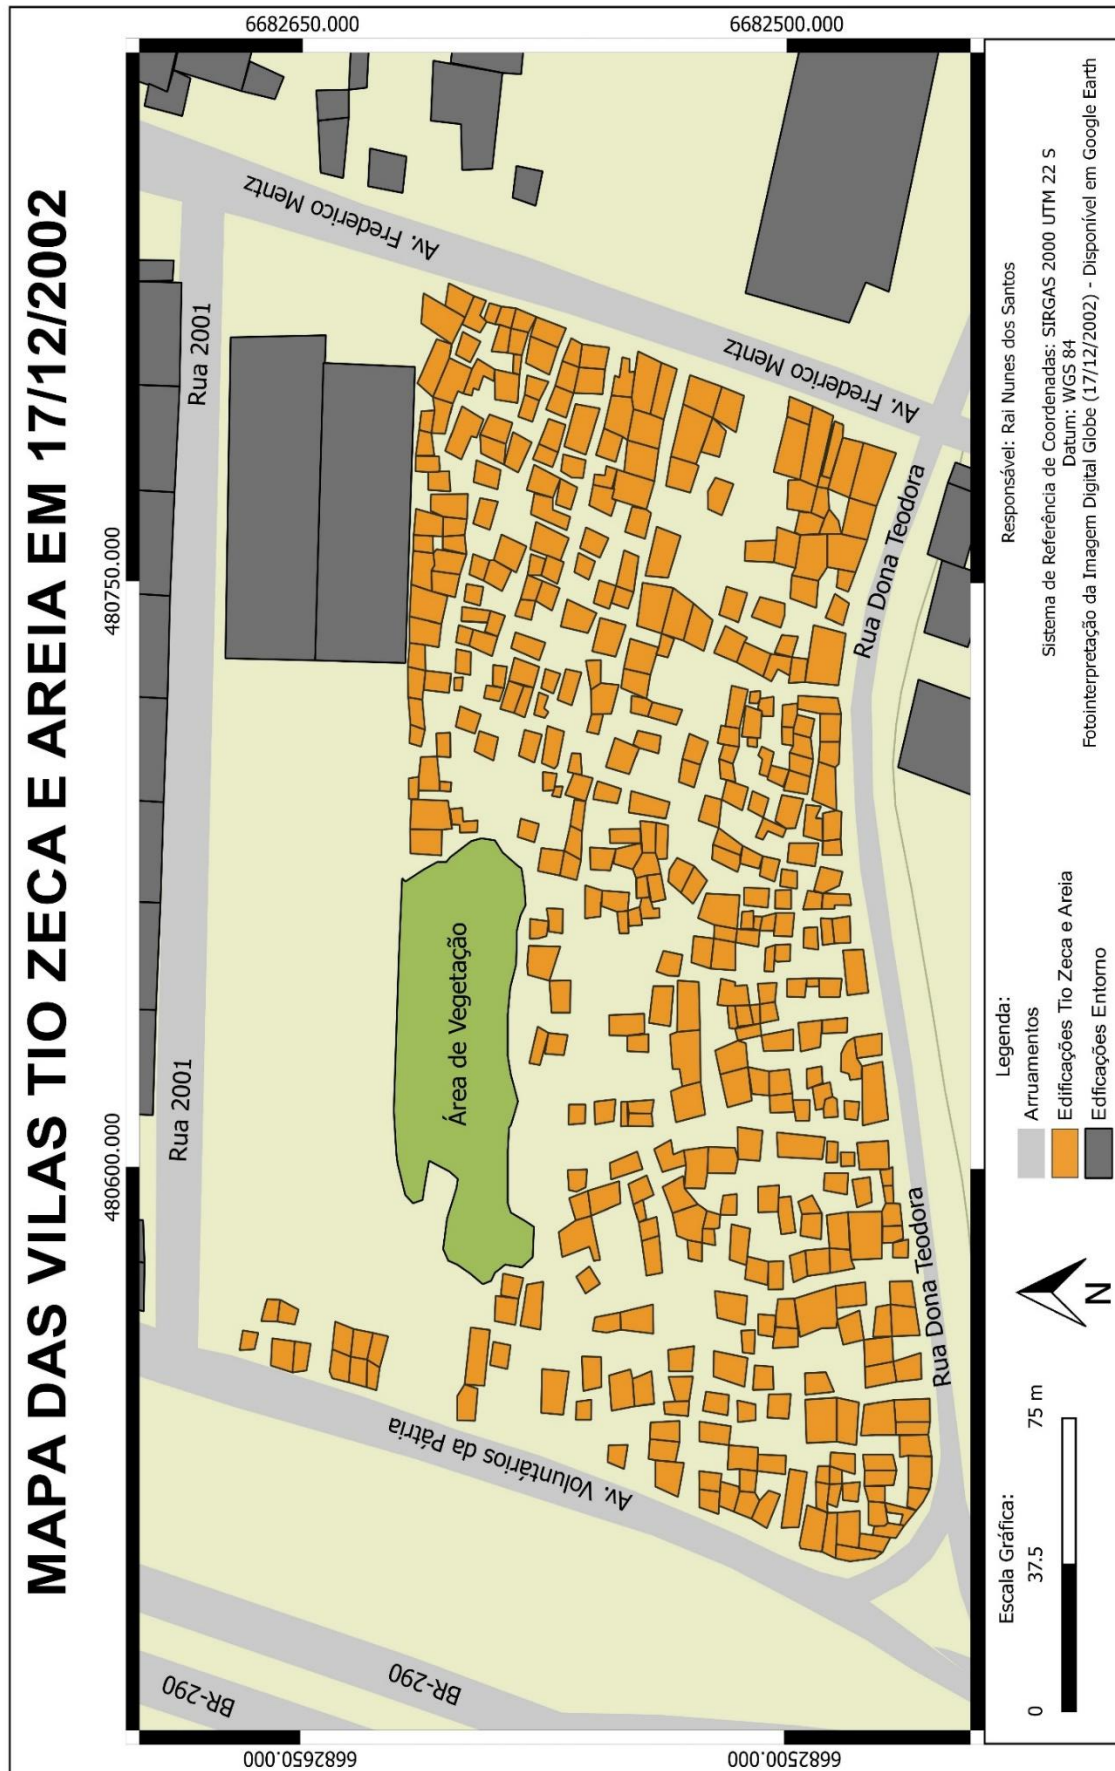 MAPA DAS VILAS TIO ZECA E AREIA EM 17/12/2002
480600.000
480750.000
6682650.000
6682650.000
6682500.000
6682500.000
Rua 2001
Rua 2001
BR-290
BR-290
Av. Voluntários da Pátria
Área de Vegetação
Av. Frederico Mentz
Av. Frederico Mentz
Rua Dona Teodora
Rua Dona Teodora
Escala Gráfica:
0 37.5 75 m
N
Legenda:
Arruamentos
Edificações Tio Zeca e Areia
Edficações Entorno
Responsável: Rai Nunes dos Santos
Sistema de Referência de Coordenadas: SIRGAS 2000 UTM 22 S
Datum: WGS 84
Fotointerpretação da Imagem Digital Globe (17/12/2002) - Disponível em Google Earth